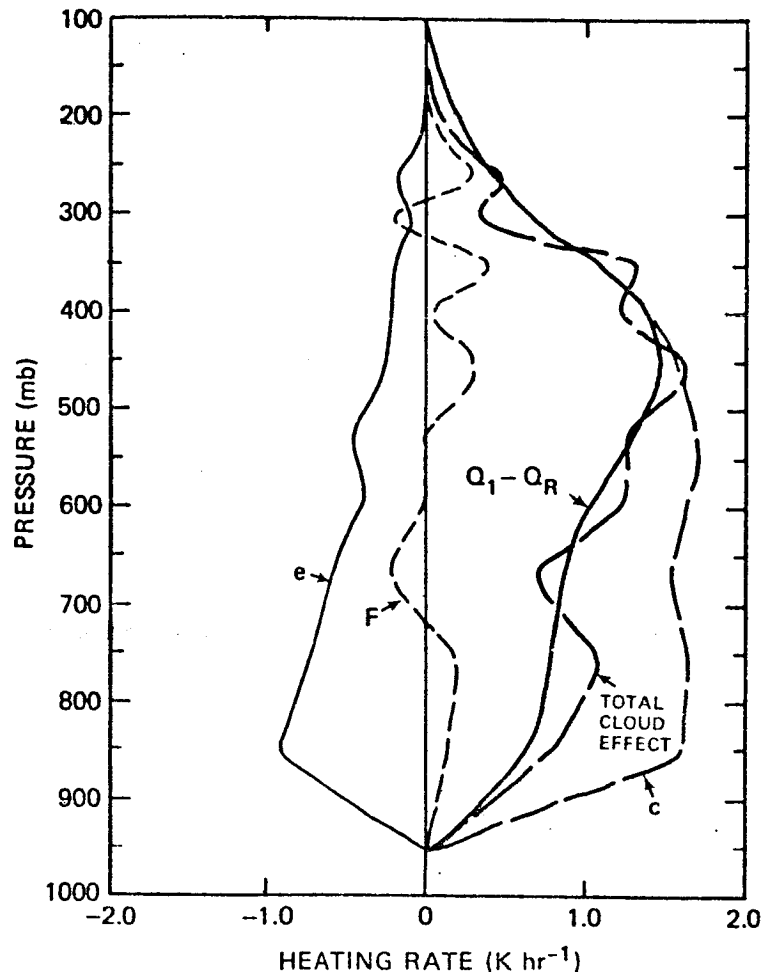 100
200
300
400
500
600
700
800
900
1000
PRESSURE (mb)
−2.0
−1.0
0
1.0
2.0
HEATING RATE (K hr⁻¹)
Q₁ − Q_R
e
F
TOTAL
CLOUD
EFFECT
c